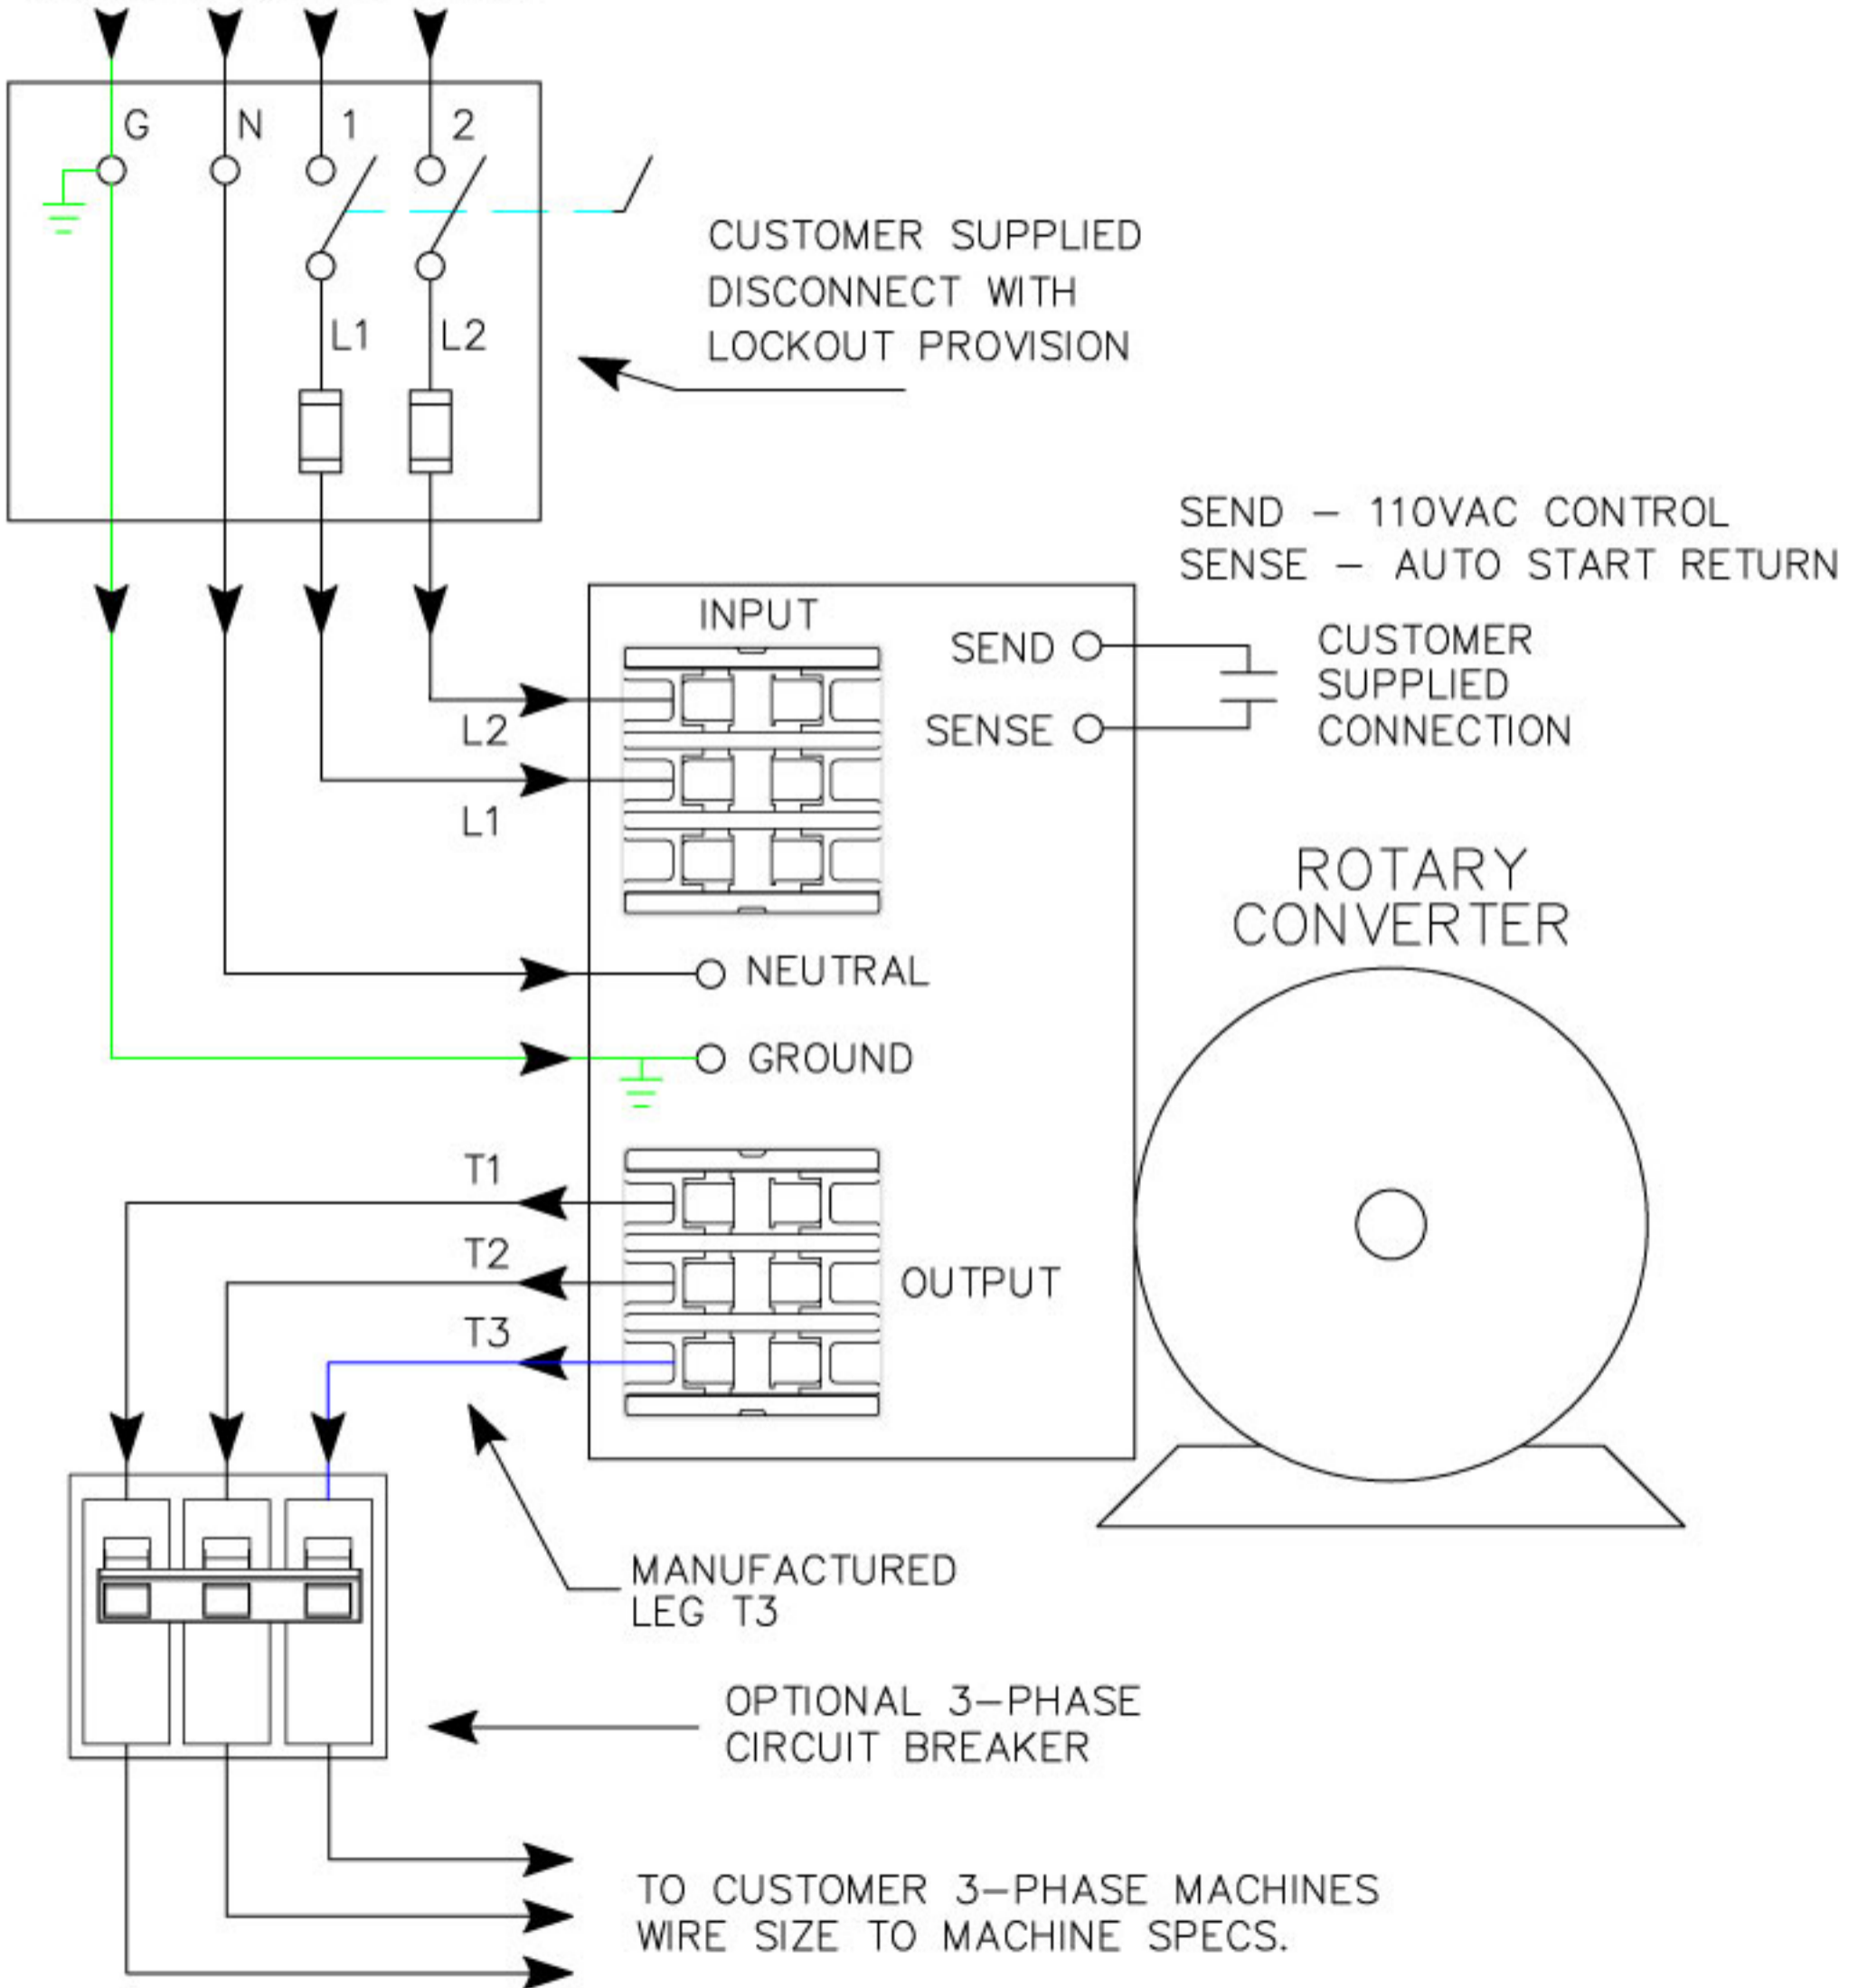 G N 1 2
CUSTOMER SUPPLIED
DISCONNECT WITH
LOCKOUT PROVISION
L1 L2
SEND – 110VAC CONTROL
SENSE – AUTO START RETURN
INPUT
SEND
SENSE
CUSTOMER
SUPPLIED
CONNECTION
L2
L1
ROTARY
CONVERTER
NEUTRAL
GROUND
T1
T2
T3
OUTPUT
MANUFACTURED
LEG T3
OPTIONAL 3–PHASE
CIRCUIT BREAKER
TO CUSTOMER 3–PHASE MACHINES
WIRE SIZE TO MACHINE SPECS.